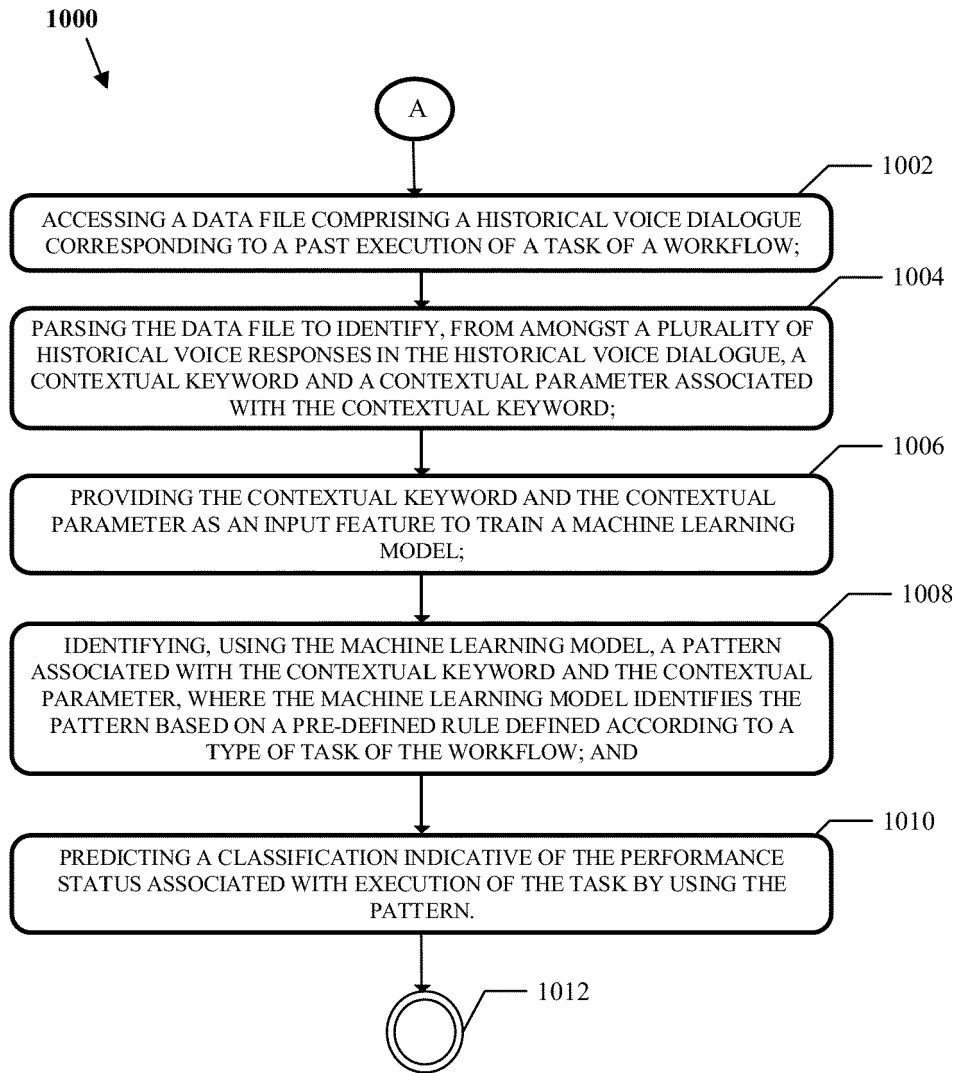 1000
A
1002
ACCESSING A DATA FILE COMPRISING A HISTORICAL VOICE DIALOGUE
CORRESPONDING TO A PAST EXECUTION OF A TASK OF A WORKFLOW;
1004
PARSING THE DATA FILE TO IDENTIFY, FROM AMONGST A PLURALITY OF
HISTORICAL VOICE RESPONSES IN THE HISTORICAL VOICE DIALOGUE, A
CONTEXTUAL KEYWORD AND A CONTEXTUAL PARAMETER ASSOCIATED
WITH THE CONTEXTUAL KEYWORD;
1006
PROVIDING THE CONTEXTUAL KEYWORD AND THE CONTEXTUAL
PARAMETER AS AN INPUT FEATURE TO TRAIN A MACHINE LEARNING
MODEL;
1008
IDENTIFYING, USING THE MACHINE LEARNING MODEL, A PATTERN
ASSOCIATED WITH THE CONTEXTUAL KEYWORD AND THE CONTEXTUAL
PARAMETER, WHERE THE MACHINE LEARNING MODEL IDENTIFIES THE
PATTERN BASED ON A PRE-DEFINED RULE DEFINED ACCORDING TO A
TYPE OF TASK OF THE WORKFLOW; AND
1010
PREDICTING A CLASSIFICATION INDICATIVE OF THE PERFORMANCE
STATUS ASSOCIATED WITH EXECUTION OF THE TASK BY USING THE
PATTERN.
1012